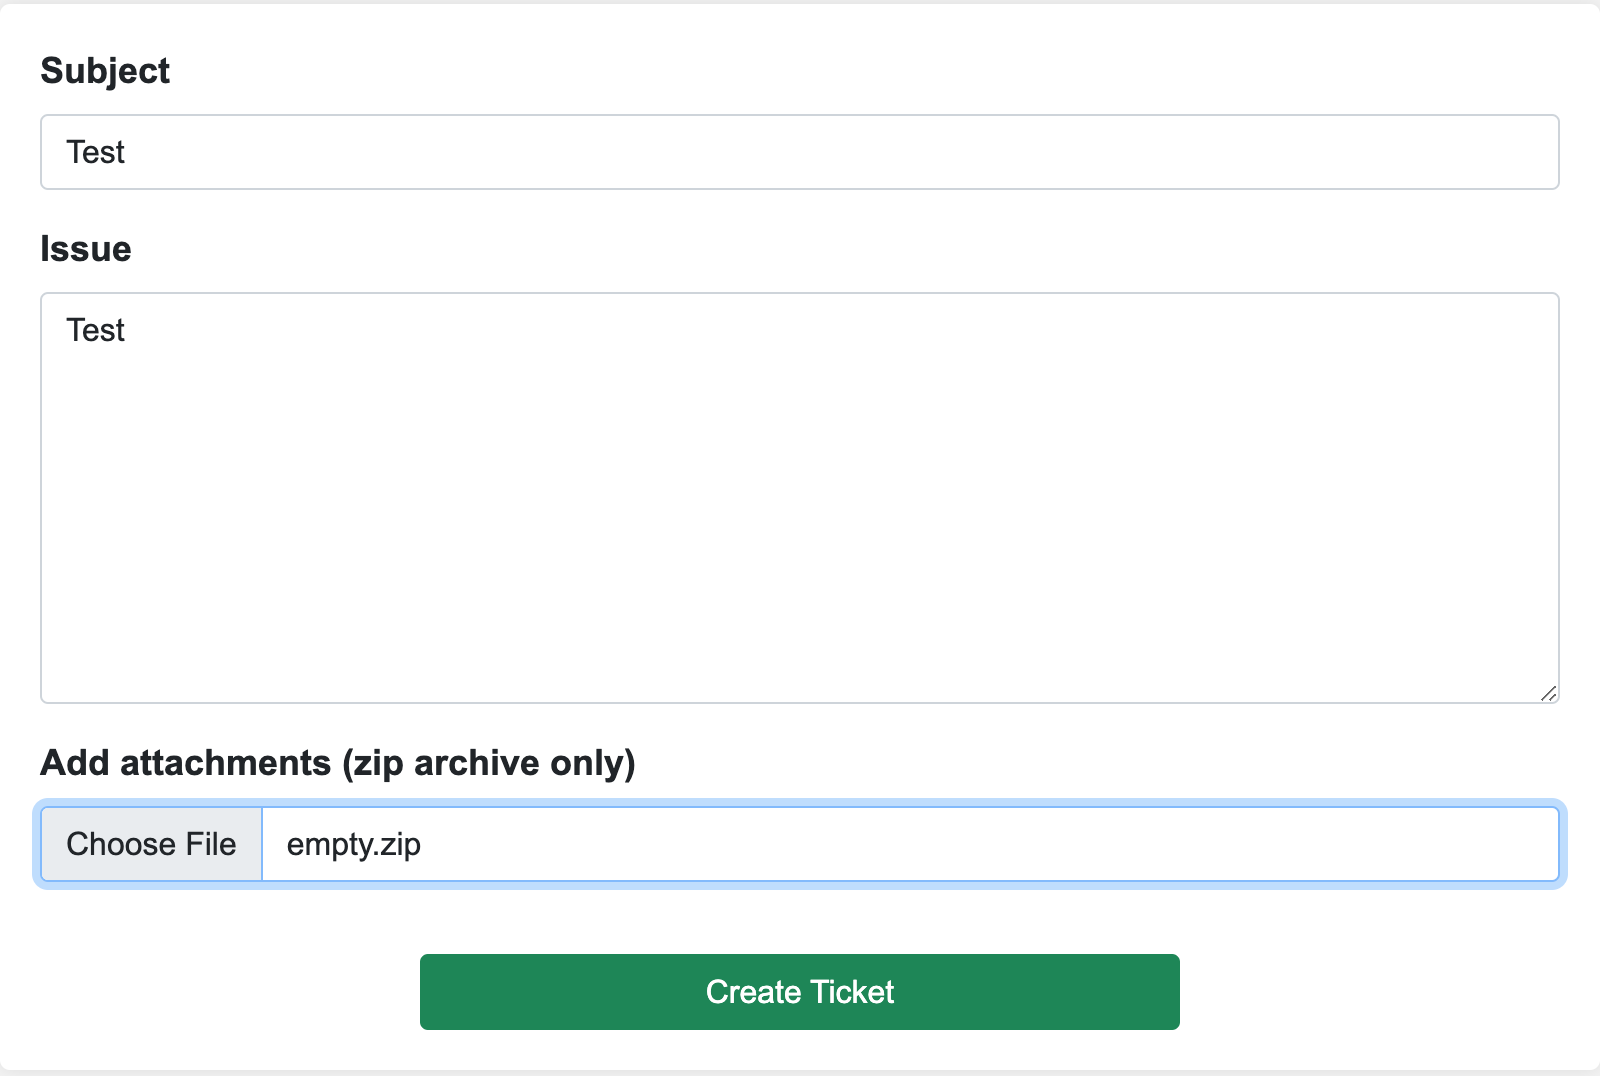 Subject
Test
Issue
Test
Add attachments (zip archive only)
Choose File empty.zip
Create Ticket